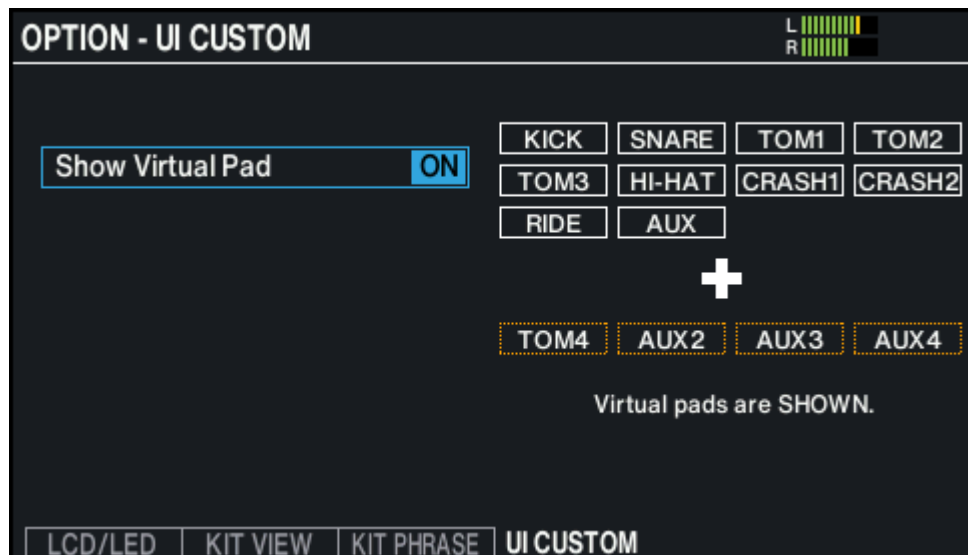 OPTION - UI CUSTOM
L
R
Show Virtual Pad ON
KICK SNARE TOM1 TOM2
TOM3 HI-HAT CRASH1 CRASH2
RIDE AUX
TOM4 AUX2 AUX3 AUX4
Virtual pads are SHOWN.
LCD/LED KIT VIEW KIT PHRASE UI CUSTOM